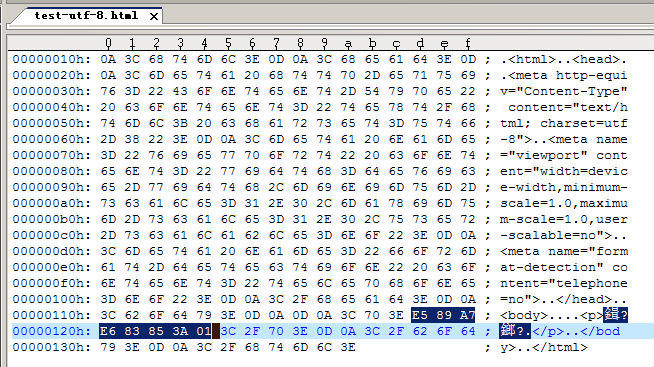 test-utf-8.html x
0 1 2 3 4 5 6 7 8 9 a b c d e f
00000010h: 0A 3C 68 74 6D 6C 3E 0D 0A 3C 68 65 61 64 3E 0D ; .<html>..<head>.
00000020h: 0A 3C 6D 65 74 61 20 68 74 74 70 2D 65 71 75 69 ; .<meta http-equi
00000030h: 76 3D 22 43 6F 6E 74 65 6E 74 2D 54 79 70 65 22 ; v="Content-Type"
00000040h: 20 63 6F 6E 74 65 6E 74 3D 22 74 65 78 74 2F 68 ;  content="text/h
00000050h: 74 6D 6C 3B 20 63 68 61 72 73 65 74 3D 75 74 66 ; tml; charset=utf
00000060h: 2D 38 22 3E 0D 0A 3C 6D 65 74 61 20 6E 61 6D 65 ; -8">..<meta name
00000070h: 3D 22 76 69 65 77 70 6F 72 74 22 20 63 6F 6E 74 ; ="viewport" cont
00000080h: 65 6E 74 3D 22 77 69 64 74 68 3D 64 65 76 69 63 ; ent="width=devic
00000090h: 65 2D 77 69 64 74 68 2C 6D 69 6E 69 6D 75 6D 2D ; e-width,minimum-
000000a0h: 73 63 61 6C 65 3D 31 2E 30 2C 6D 61 78 69 6D 75 ; scale=1.0,maximu
000000b0h: 6D 2D 73 63 61 6C 65 3D 31 2E 30 2C 75 73 65 72 ; m-scale=1.0,user
000000c0h: 2D 73 63 61 6C 61 62 6C 65 3D 6E 6F 22 3E 0D 0A ; -scalable=no">..
000000d0h: 3C 6D 65 74 61 20 6E 61 6D 65 3D 22 66 6F 72 6D ; <meta name="form
000000e0h: 61 74 2D 64 65 74 65 63 74 69 6F 6E 22 20 63 6F ; at-detection" co
000000f0h: 6E 74 65 6E 74 3D 22 74 65 6C 65 70 68 6F 6E 65 ; ntent="telephone
00000100h: 3D 6E 6F 22 3E 0D 0A 3C 2F 68 65 61 64 3E 0D 0A ; =no">..</head>..
00000110h: 3C 62 6F 64 79 3E 0D 0A 0D 0A 3C 70 3E E5 89 A7 ; <body>....<p>鍓?
00000120h: E6 83 85 3A 01 3C 2F 70 3E 0D 0A 3C 2F 62 6F 64 ; 鎯?.</p>..</bod
00000130h: 79 3E 0D 0A 3C 2F 68 74 6D 6C 3E ; y>..</html>